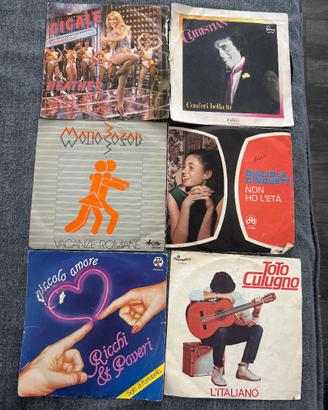 CICALE
HEATHER
CHRISTIAN
Com'eri bella tu
Matia Bazar
VACANZE ROMANE
GIGLIOLA
CINQUETTI
NON
HO L'ETÀ
piccolo amore
Ricchi
& Poveri
TOTO
Cutugno
L'ITALIANO